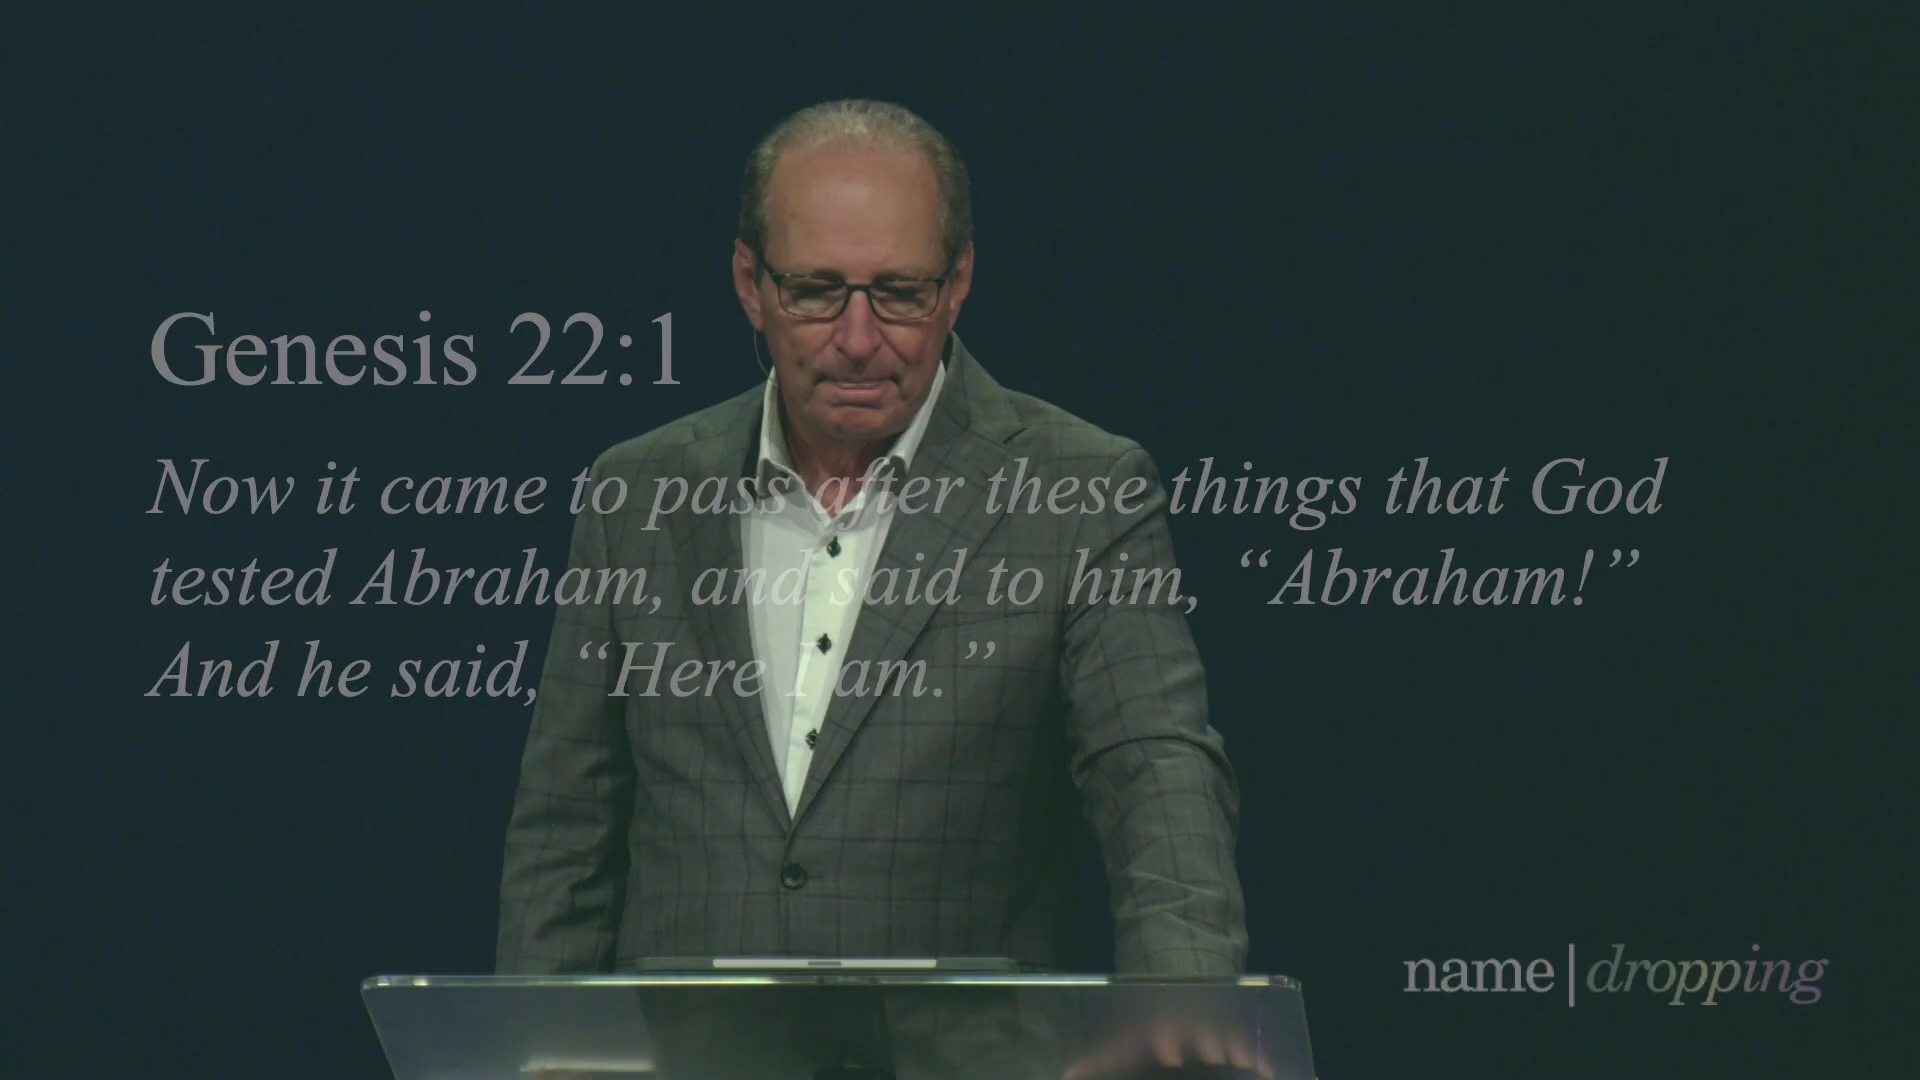 Genesis 22:1
Now it came to pass after these things that God
tested Abraham, and said to him, “Abraham!”
And he said, “Here I am.”
name|dropping